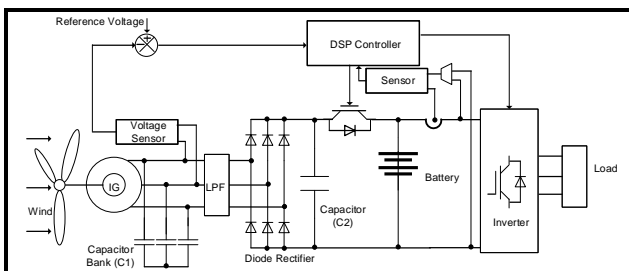 Reference Voltage
DSP Controller
Sensor
Voltage
Sensor
IG
LPF
Wind
Capacitor
Bank (C1)
Diode Rectifier
Capacitor
(C2)
Battery
Inverter
Load